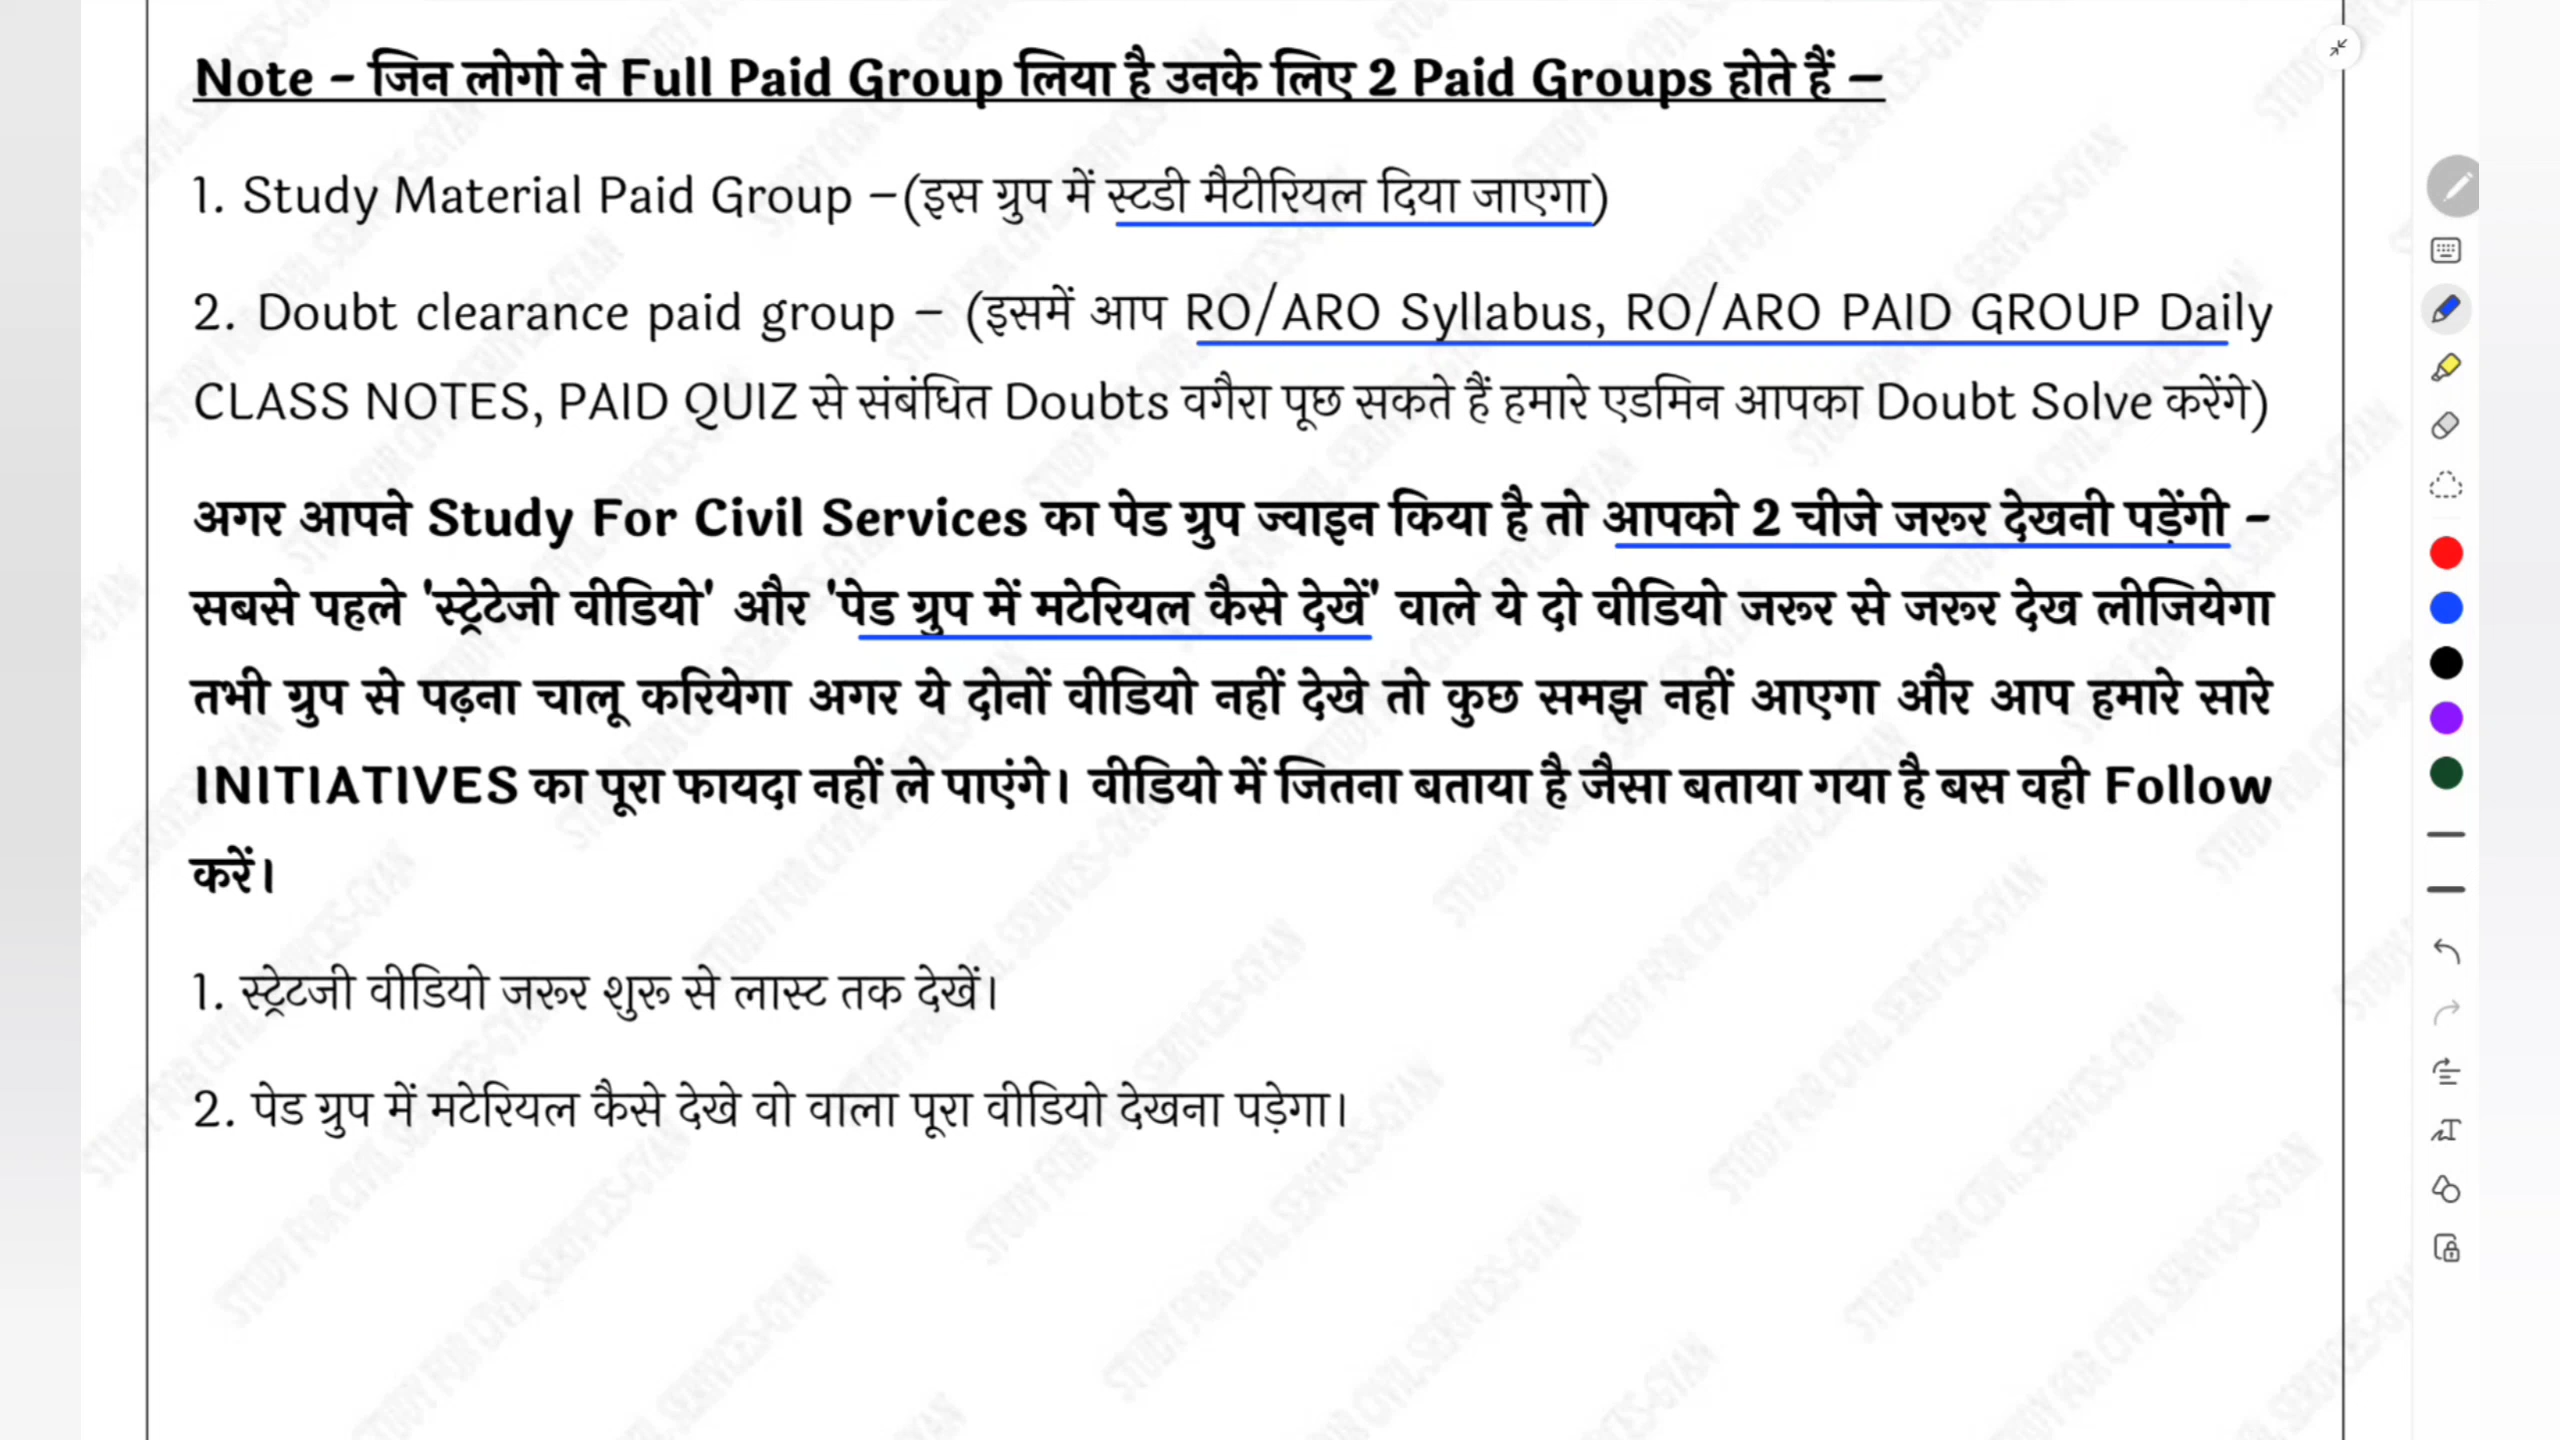 Note – जिन लोगो ने Full Paid Group लिया है उनके लिए 2 Paid Groups होते हैं –
1. Study Material Paid Group –(इस ग्रुप में स्टडी मैटीरियल दिया जाएगा)
2. Doubt clearance paid group – (इसमें आप RO/ARO Syllabus, RO/ARO PAID GROUP Daily
CLASS NOTES, PAID QUIZ से संबंधित Doubts वगैरा पूछ सकते हैं हमारे एडमिन आपका Doubt Solve करेंगे)
अगर आपने Study For Civil Services का पेड ग्रुप ज्वाइन किया है तो आपको 2 चीजे जरूर देखनी पड़ेंगी –
सबसे पहले 'स्ट्रेटेजी वीडियो' और 'पेड ग्रुप में मटेरियल कैसे देखें' वाले ये दो वीडियो जरूर से जरूर देख लीजियेगा
तभी ग्रुप से पढ़ना चालू करियेगा अगर ये दोनों वीडियो नहीं देखे तो कुछ समझ नहीं आएगा और आप हमारे सारे
INITIATIVES का पूरा फायदा नहीं ले पाएंगे। वीडियो में जितना बताया है जैसा बताया गया है बस वही Follow
करें।
1. स्ट्रेटजी वीडियो जरूर शुरू से लास्ट तक देखें।
2. पेड ग्रुप में मटेरियल कैसे देखे वो वाला पूरा वीडियो देखना पड़ेगा।
STUDY FOR CIVIL SERVICES-GYAN